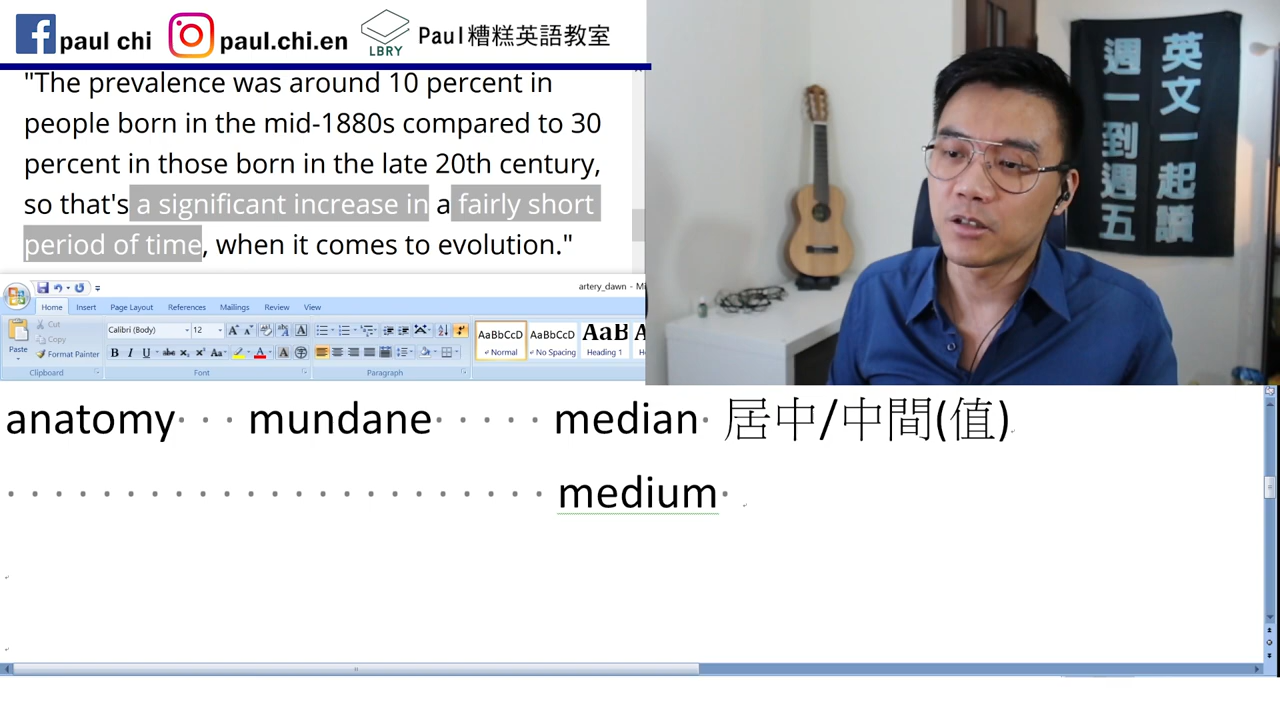 paul chi
paul.chi.en
LBRY
Paul糟糕英語教室
"The prevalence was around 10 percent in
people born in the mid-1880s compared to 30
percent in those born in the late 20th century,
so that's a significant increase in a fairly short
period of time, when it comes to evolution."
英文一起讀
週一到週五
artery_dawn - Mi
Home Insert Page Layout References Mailings Review View
Paste
Cut
Copy
Format Painter
Clipboard
Calibri (Body) 12
Font
Paragraph
AaBbCcD AaBbCcD AaB A
Normal No Spacing Heading 1 H
anatomy mundane median 居中/中間(值)
medium